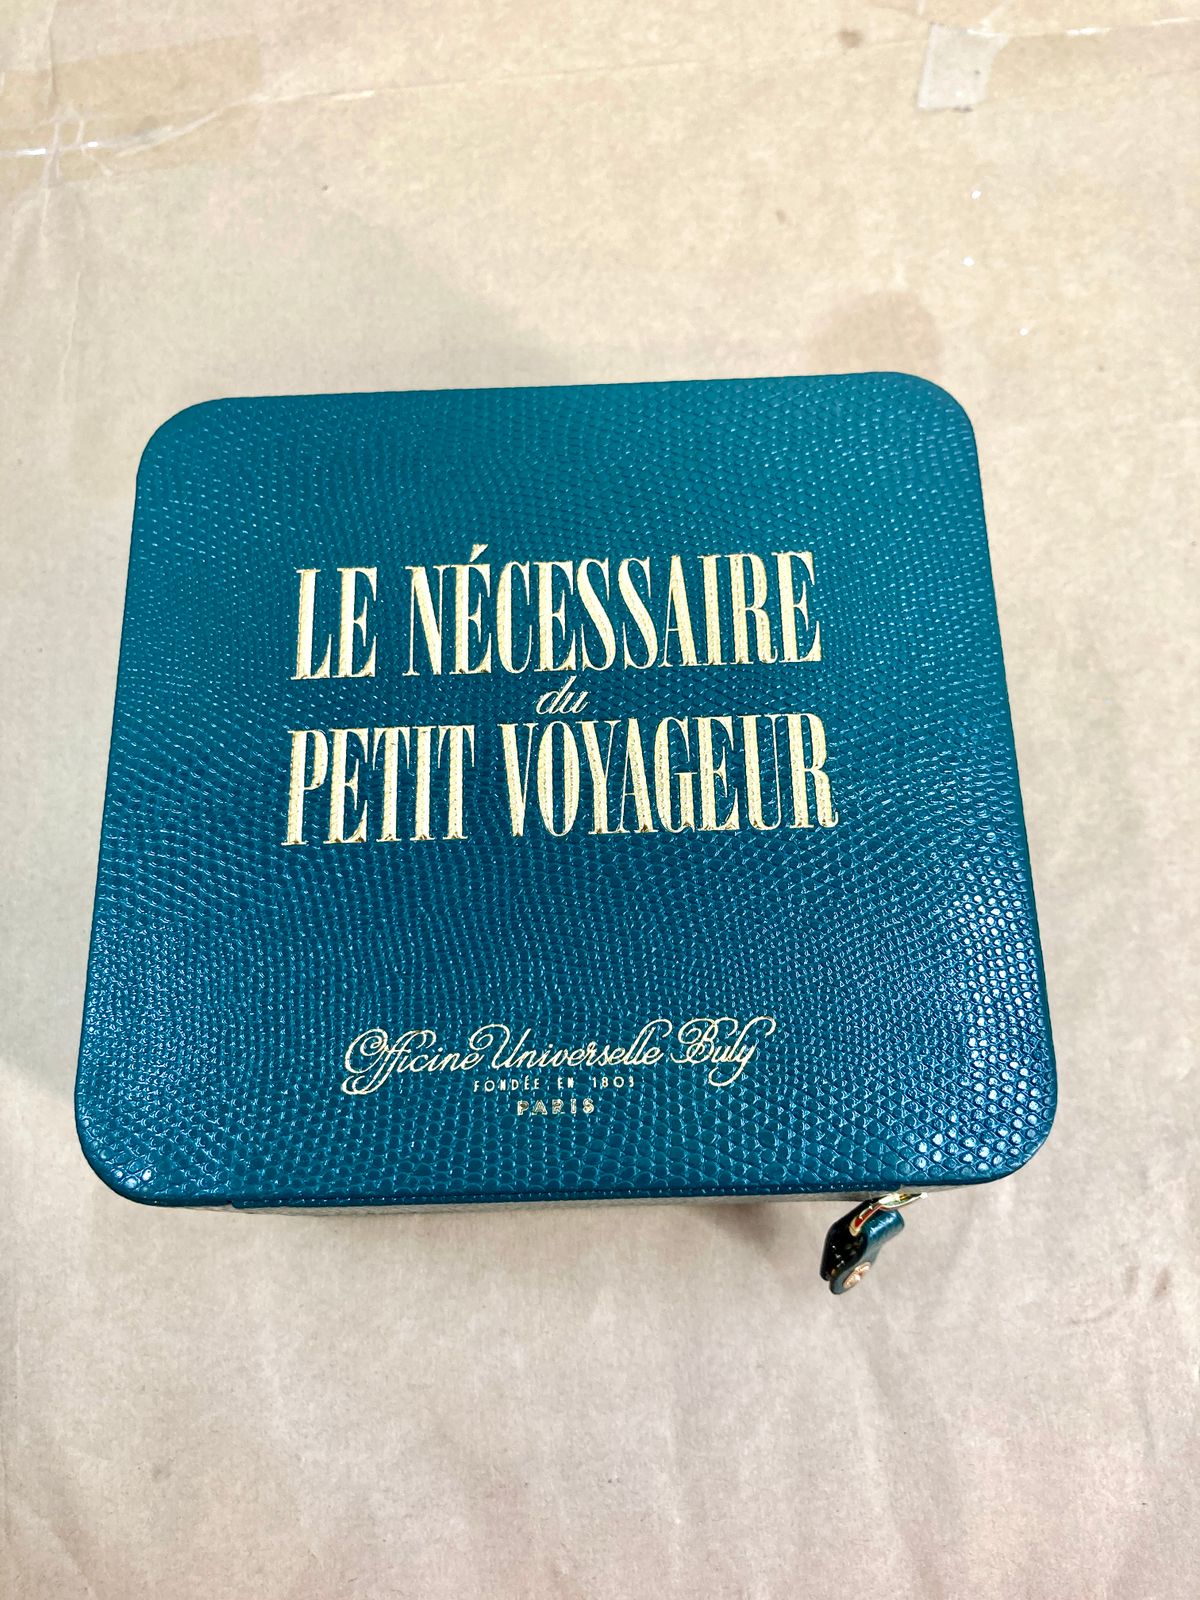 LE NÉCESSAIRE
du
PETIT VOYAGEUR
Officine Universelle Buly
FONDÉE EN 1803
PARIS